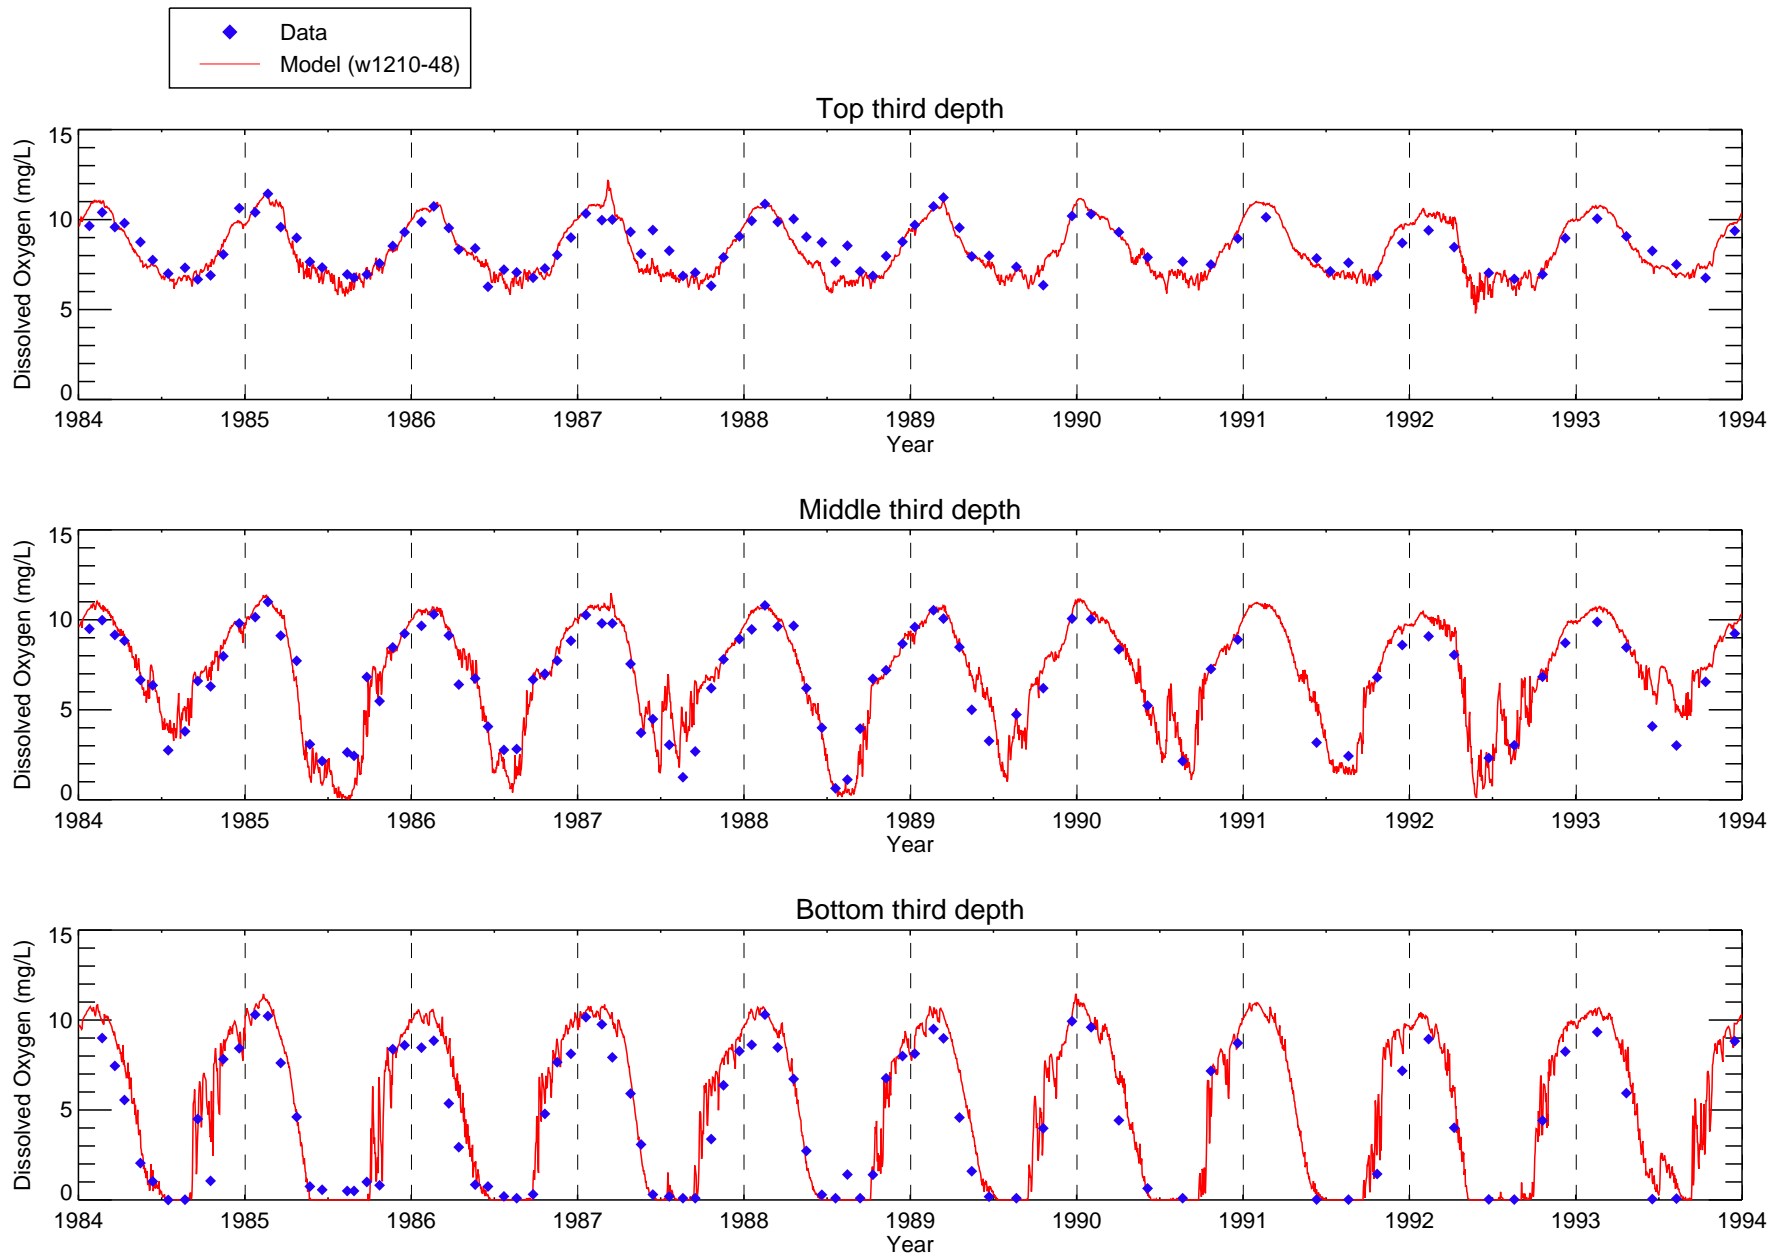 Data
Model (w1210-48)
Top third depth
Dissolved Oxygen (mg/L)
15
10
5
0
1984 1985 1986 1987 1988 1989 1990 1991 1992 1993 1994
Year
Middle third depth
Dissolved Oxygen (mg/L)
15
10
5
0
1984 1985 1986 1987 1988 1989 1990 1991 1992 1993 1994
Year
Bottom third depth
Dissolved Oxygen (mg/L)
15
10
5
0
1984 1985 1986 1987 1988 1989 1990 1991 1992 1993 1994
Year